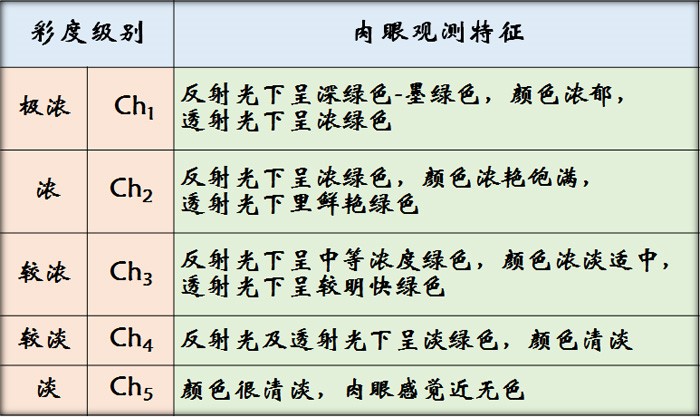 彩度级别 肉眼观测特征
极浓 Ch₁ 反射光下呈深绿色-墨绿色，颜色浓郁，
透射光下呈浓绿色
浓 Ch₂ 反射光下呈浓绿色，颜色浓艳饱满，
透射光下里鲜艳绿色
较浓 Ch₃ 反射光下呈中等浓度绿色，颜色浓淡适中，
透射光下呈较明快绿色
较淡 Ch₄ 反射光及透射光下呈淡绿色，颜色清淡
淡 Ch₅ 颜色很清淡，肉眼感觉近无色